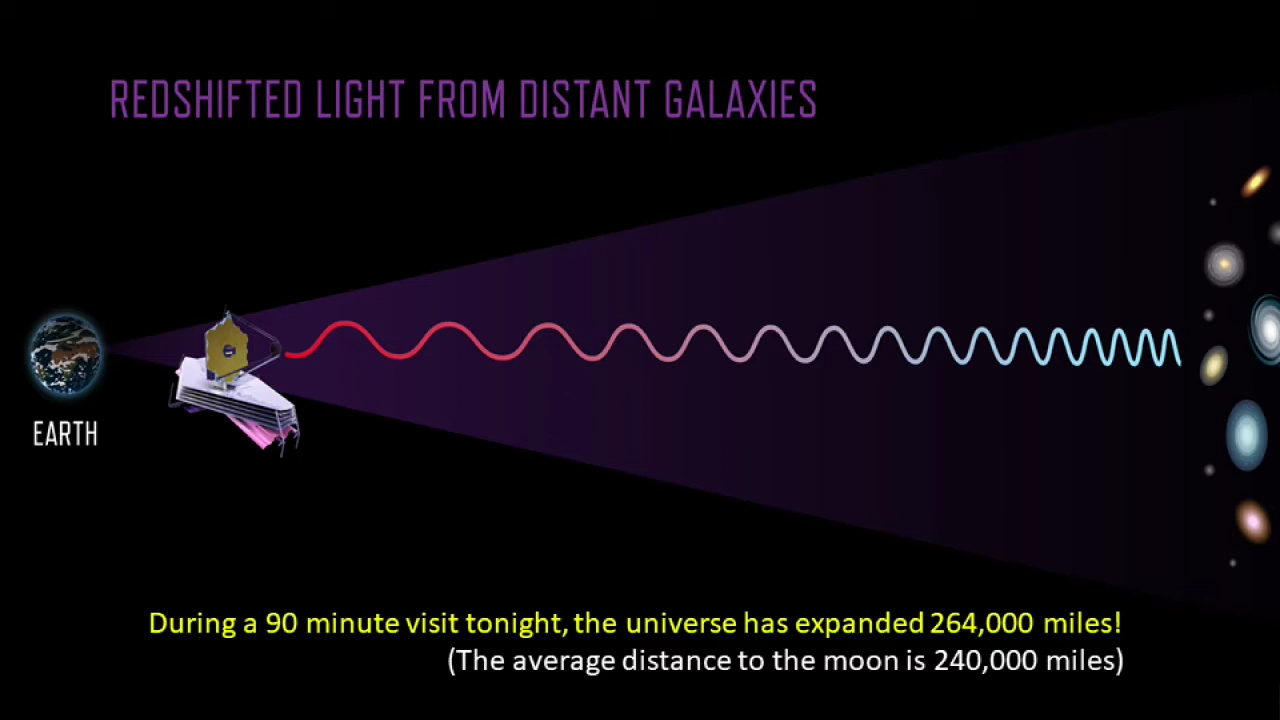 REDSHIFTED LIGHT FROM DISTANT GALAXIES
EARTH
During a 90 minute visit tonight, the universe has expanded 264,000 miles!
(The average distance to the moon is 240,000 miles)